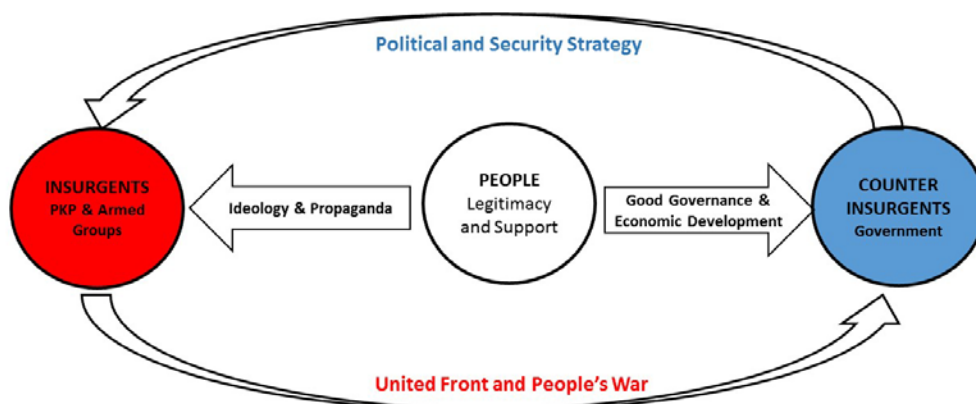 Political and Security Strategy
INSURGENTS
PKP & Armed
Groups
Ideology & Propaganda
PEOPLE
Legitimacy
and Support
Good Governance &
Economic Development
COUNTER
INSURGENTS
Government
United Front and People's War